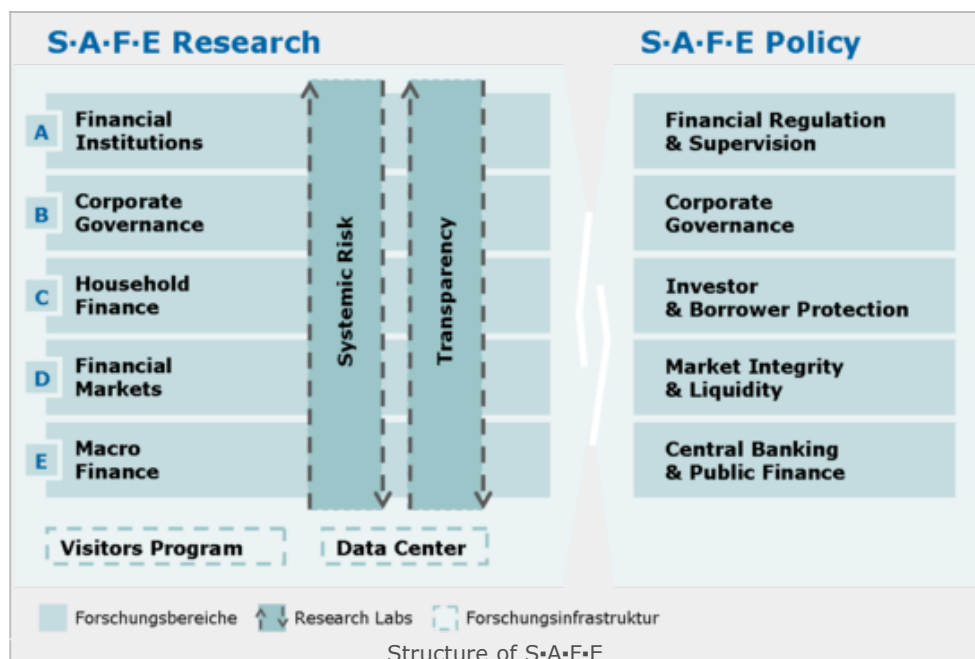 S▪A▪F▪E Research
A
Financial
Institutions
B
Corporate
Governance
C
Household
Finance
D
Financial
Markets
E
Macro
Finance
Systemic Risk
Transparency
Visitors Program
Data Center
S▪A▪F▪E Policy
Financial Regulation
& Supervision
Corporate
Governance
Investor
& Borrower Protection
Market Integrity
& Liquidity
Central Banking
& Public Finance
Forschungsbereiche
Research Labs
Forschungsinfrastruktur
Structure of S▪A▪F▪E